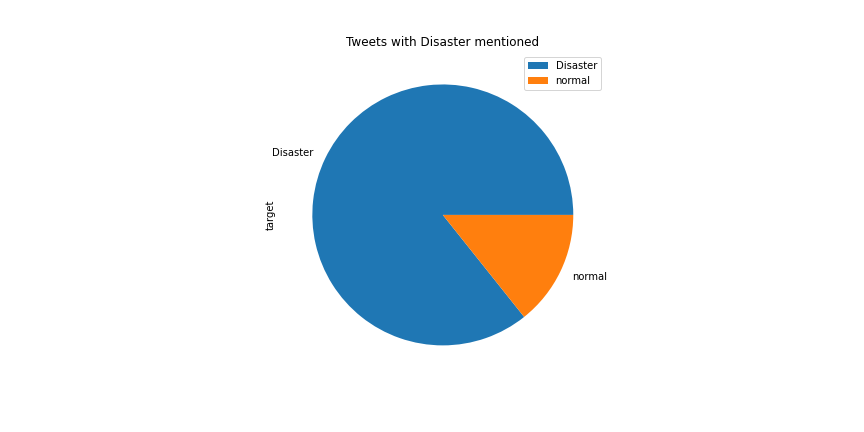 Tweets with Disaster mentioned
Disaster
normal
Disaster
target
normal